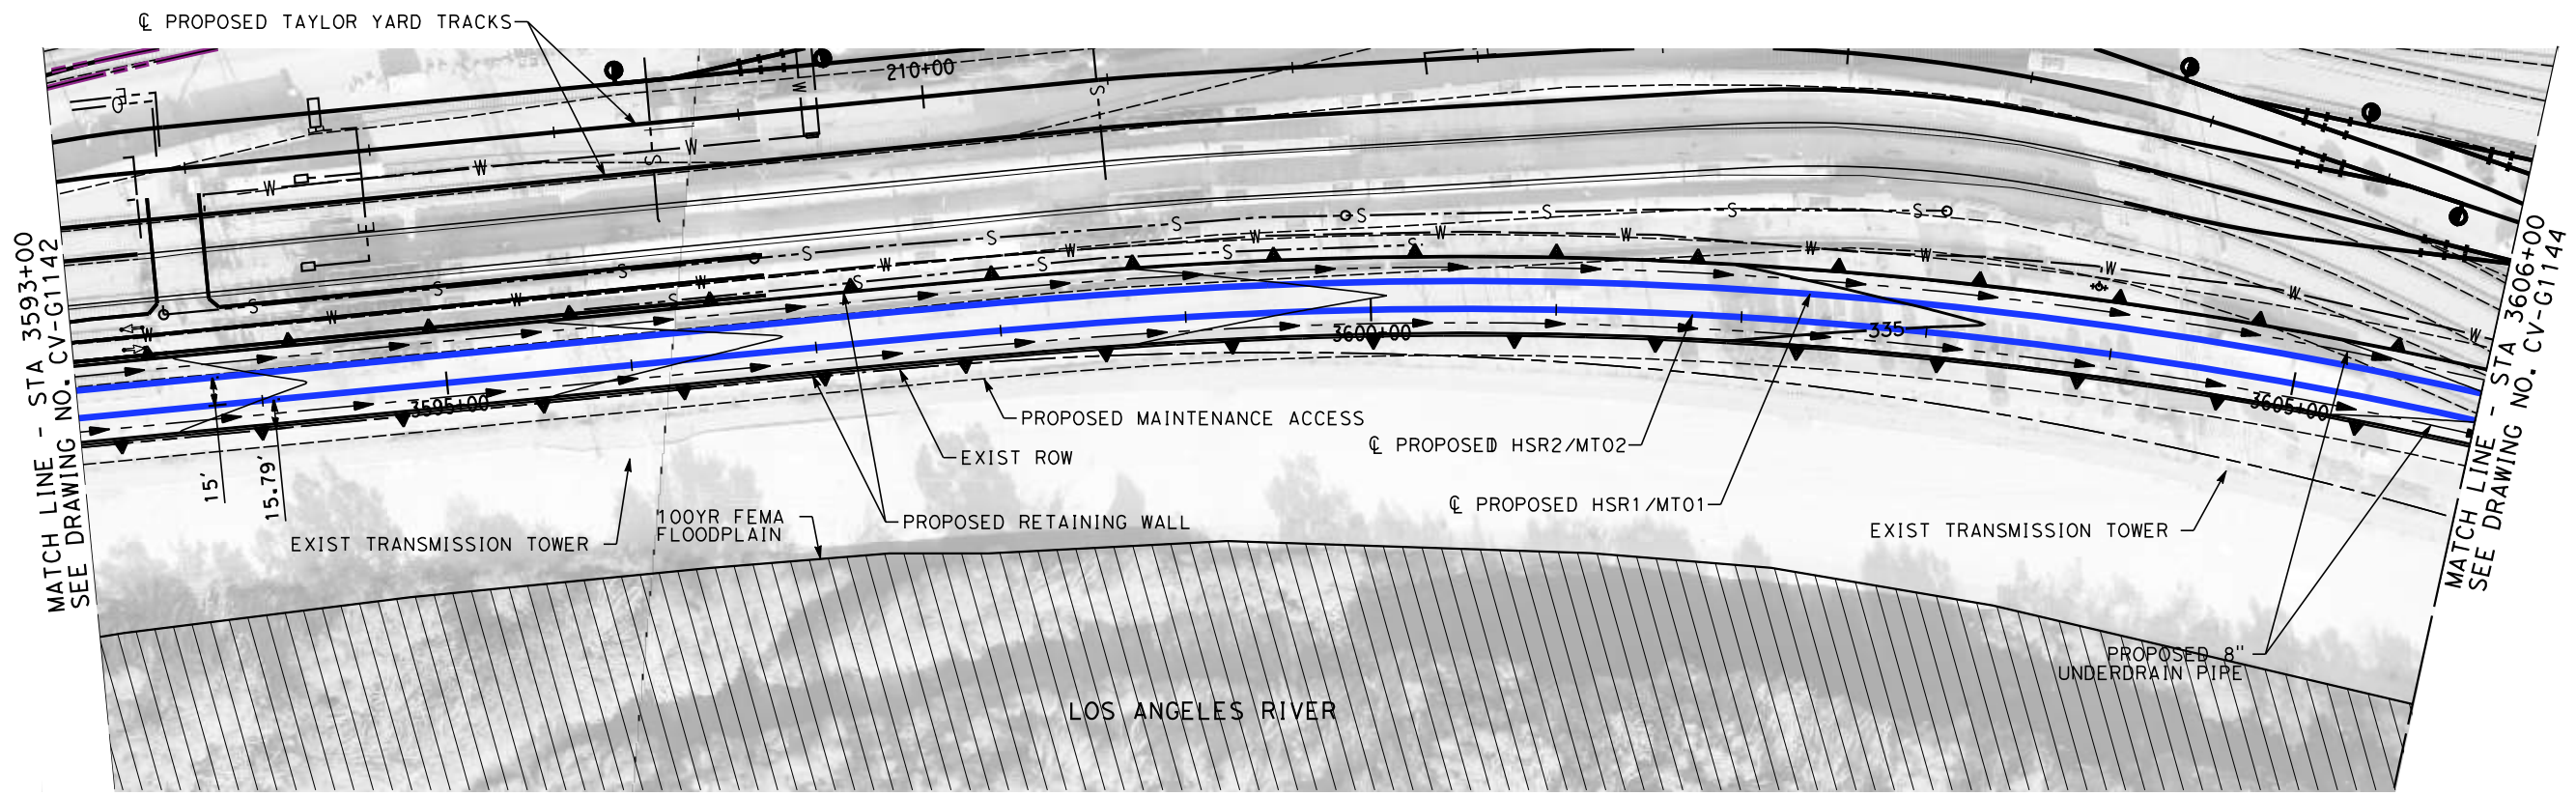 ℄ PROPOSED TAYLOR YARD TRACKS
210+00
MATCH LINE - STA 3593+00
SEE DRAWING NO. CV-G1142
MATCH LINE - STA 3606+00
SEE DRAWING NO. CV-G1144
W
W
W
W
S
S
S
E
S
S
S
S
S
S
S
S
S
S
W
W
W
W
W
W
W
W
W
W
W
W
W
W
S
S
S
S
S
3600+00
335
3595+00
3605+00
15'
15.79'
PROPOSED MAINTENANCE ACCESS
℄ PROPOSED HSR2/MT02
EXIST ROW
℄ PROPOSED HSR1/MT01
100YR FEMA
FLOODPLAIN
PROPOSED RETAINING WALL
EXIST TRANSMISSION TOWER
EXIST TRANSMISSION TOWER
PROPOSED 8"
UNDERDRAIN PIPE
LOS ANGELES RIVER